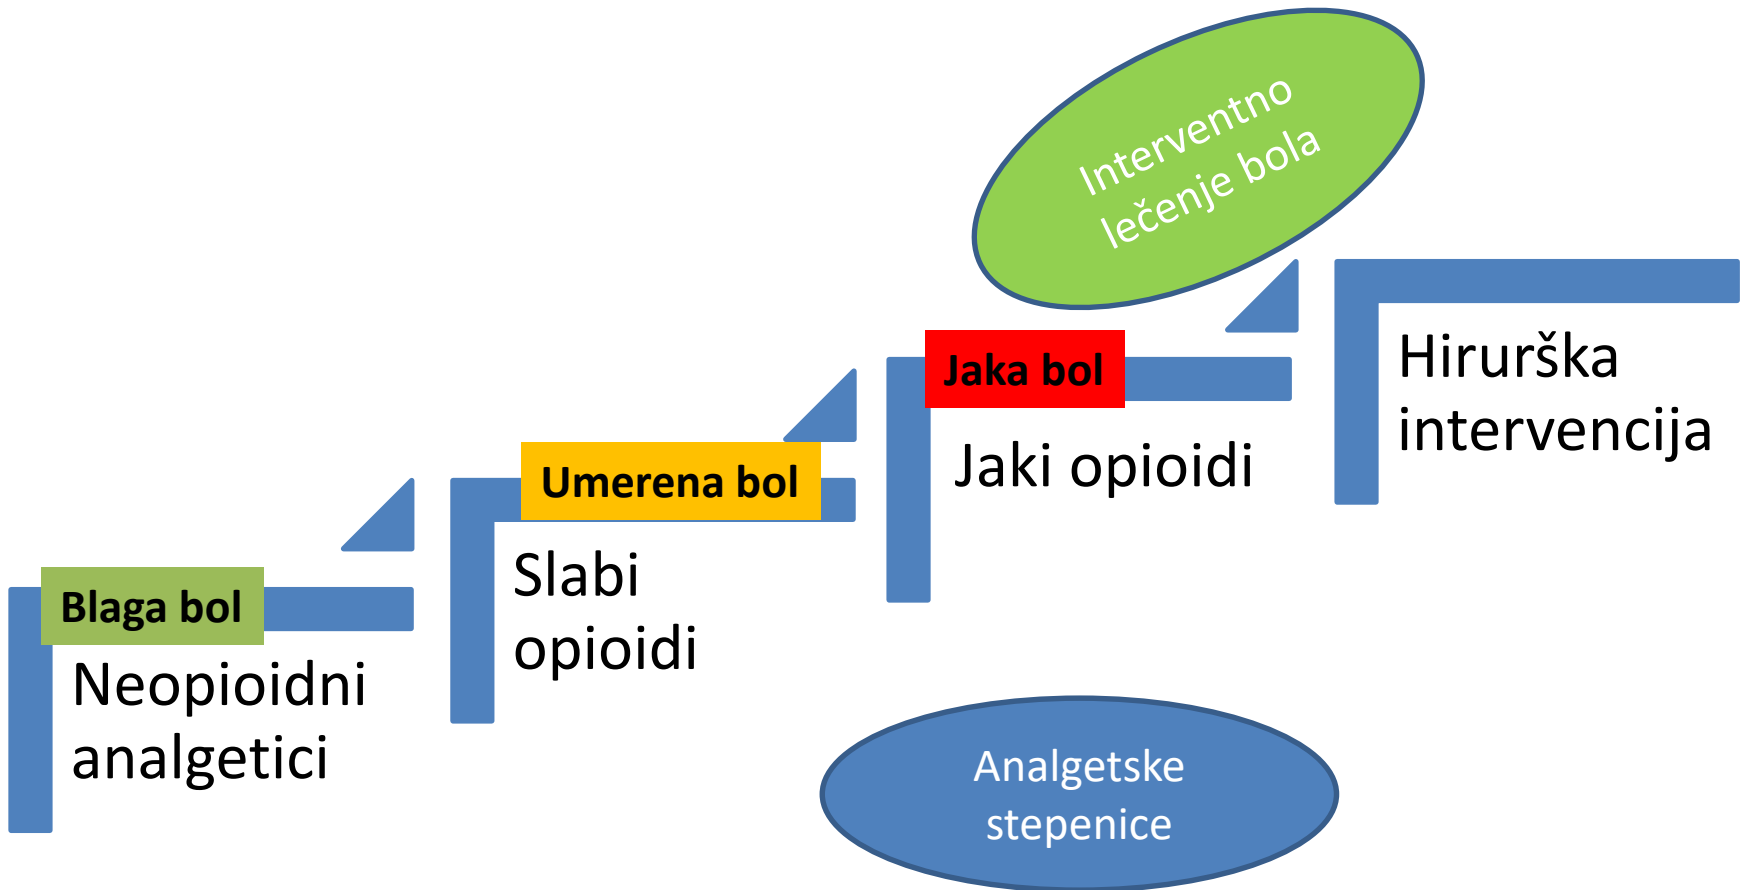 Interventno
lečenje bola
Hirurška
intervencija
Jaka bol
Jaki opioidi
Umerena bol
Slabi
opioidi
Blaga bol
Neopioidni
analgetici
Analgetske
stepenice